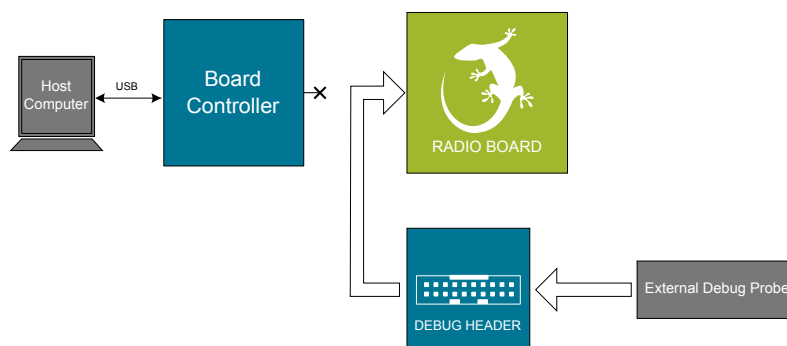 Host
Computer
USB
Board
Controller
RADIO BOARD
DEBUG HEADER
External Debug Probe